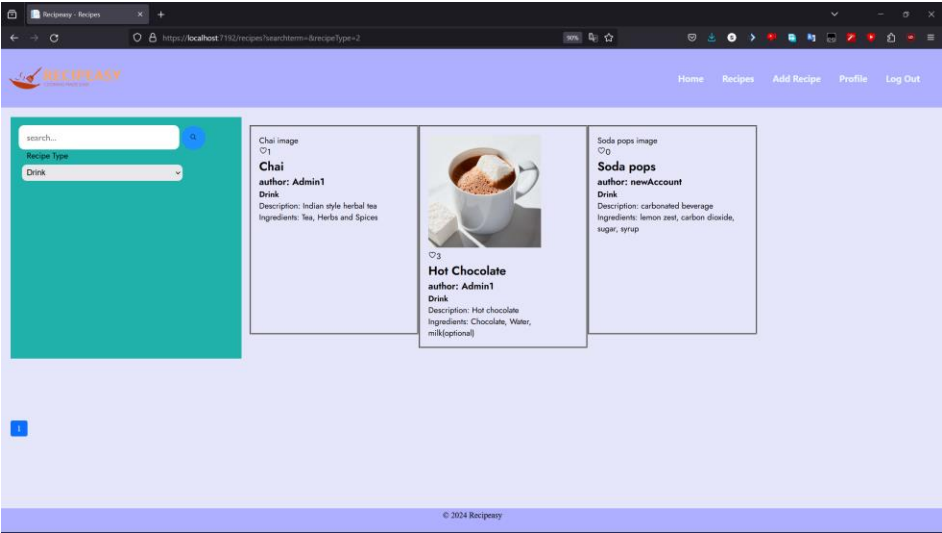 Recipeasy - Recipes
https://localhost:7192/recipes?searchterm=&recipeType=2
90%
RECIPEASY
Home Recipes Add Recipe Profile Log Out
search...
Recipe Type
Drink
Chai image
1
Chai
author: Admin1
Drink
Description: Indian style herbal tea
Ingredients: Tea, Herbs and Spices
3
Hot Chocolate
author: Admin1
Drink
Description: Hot chocolate
Ingredients: Chocolate, Water,
milk(optional)
Soda pops image
0
Soda pops
author: newAccount
Drink
Description: carbonated beverage
Ingredients: lemon zest, carbon dioxide,
sugar, syrup
1
© 2024 Recipeasy